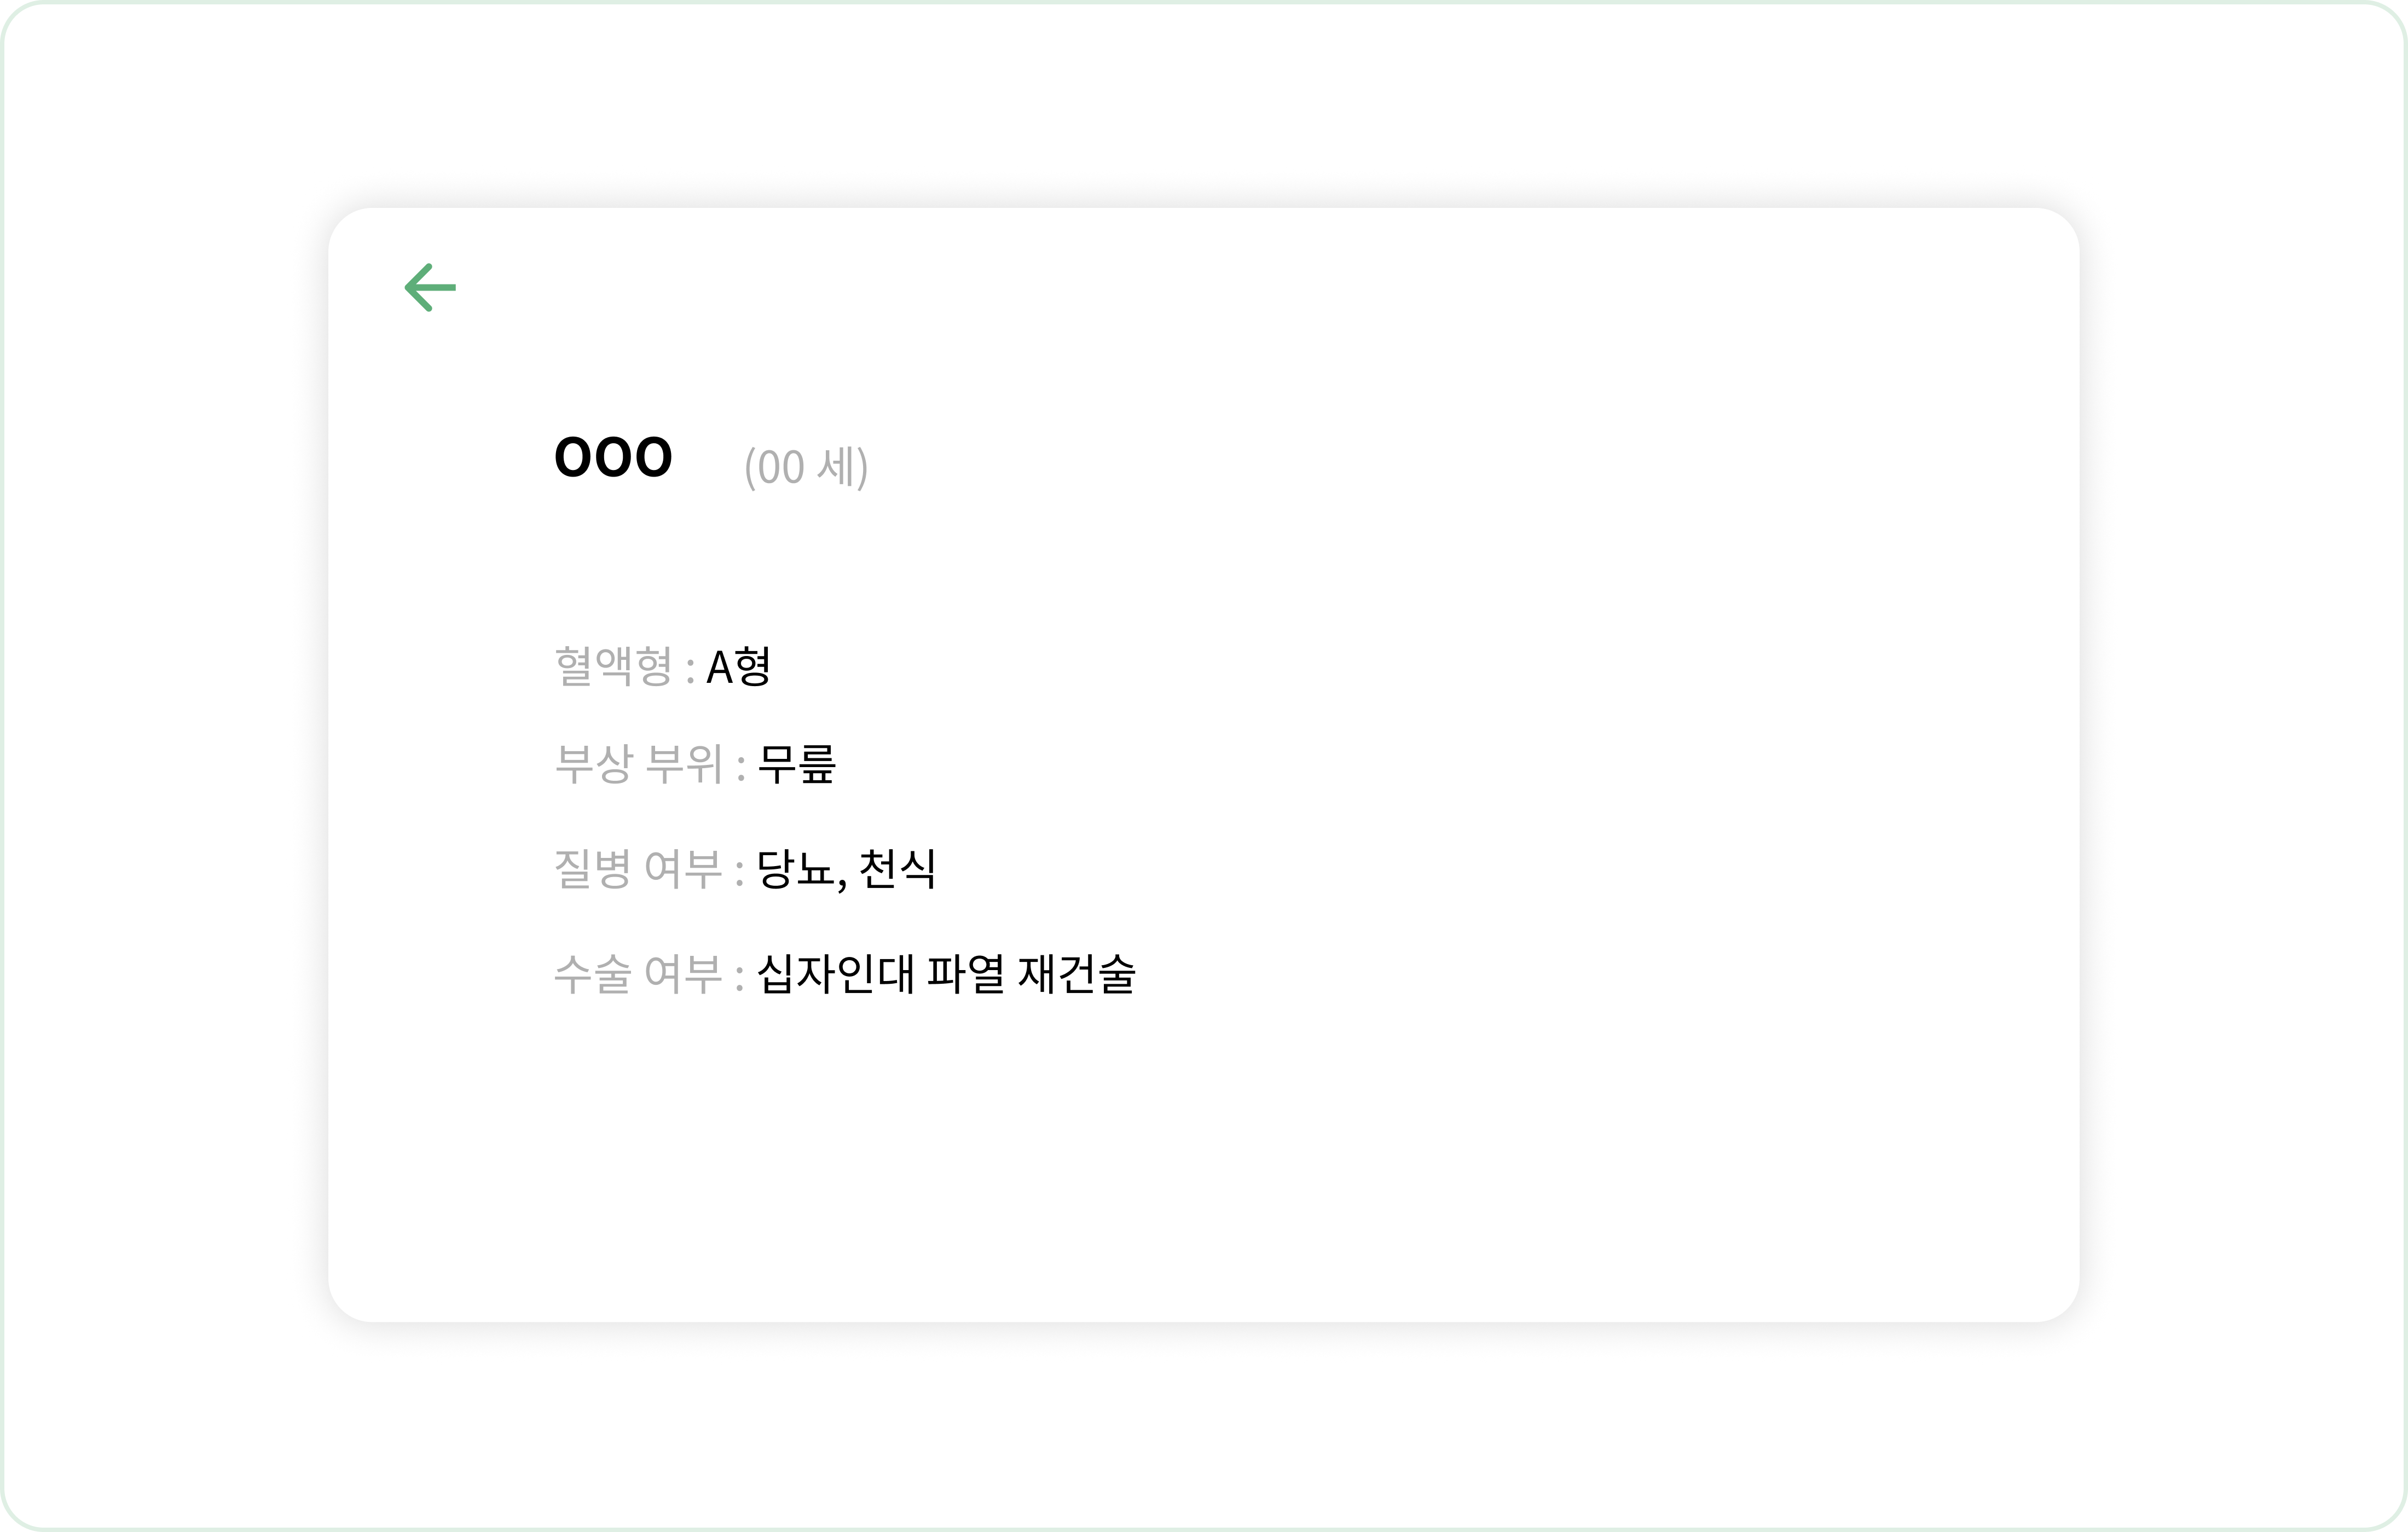 OOO (00 세)
혈액형 : A형
부상 부위 : 무릎
질병 여부 : 당뇨, 천식
수술 여부 : 십자인대 파열 재건술